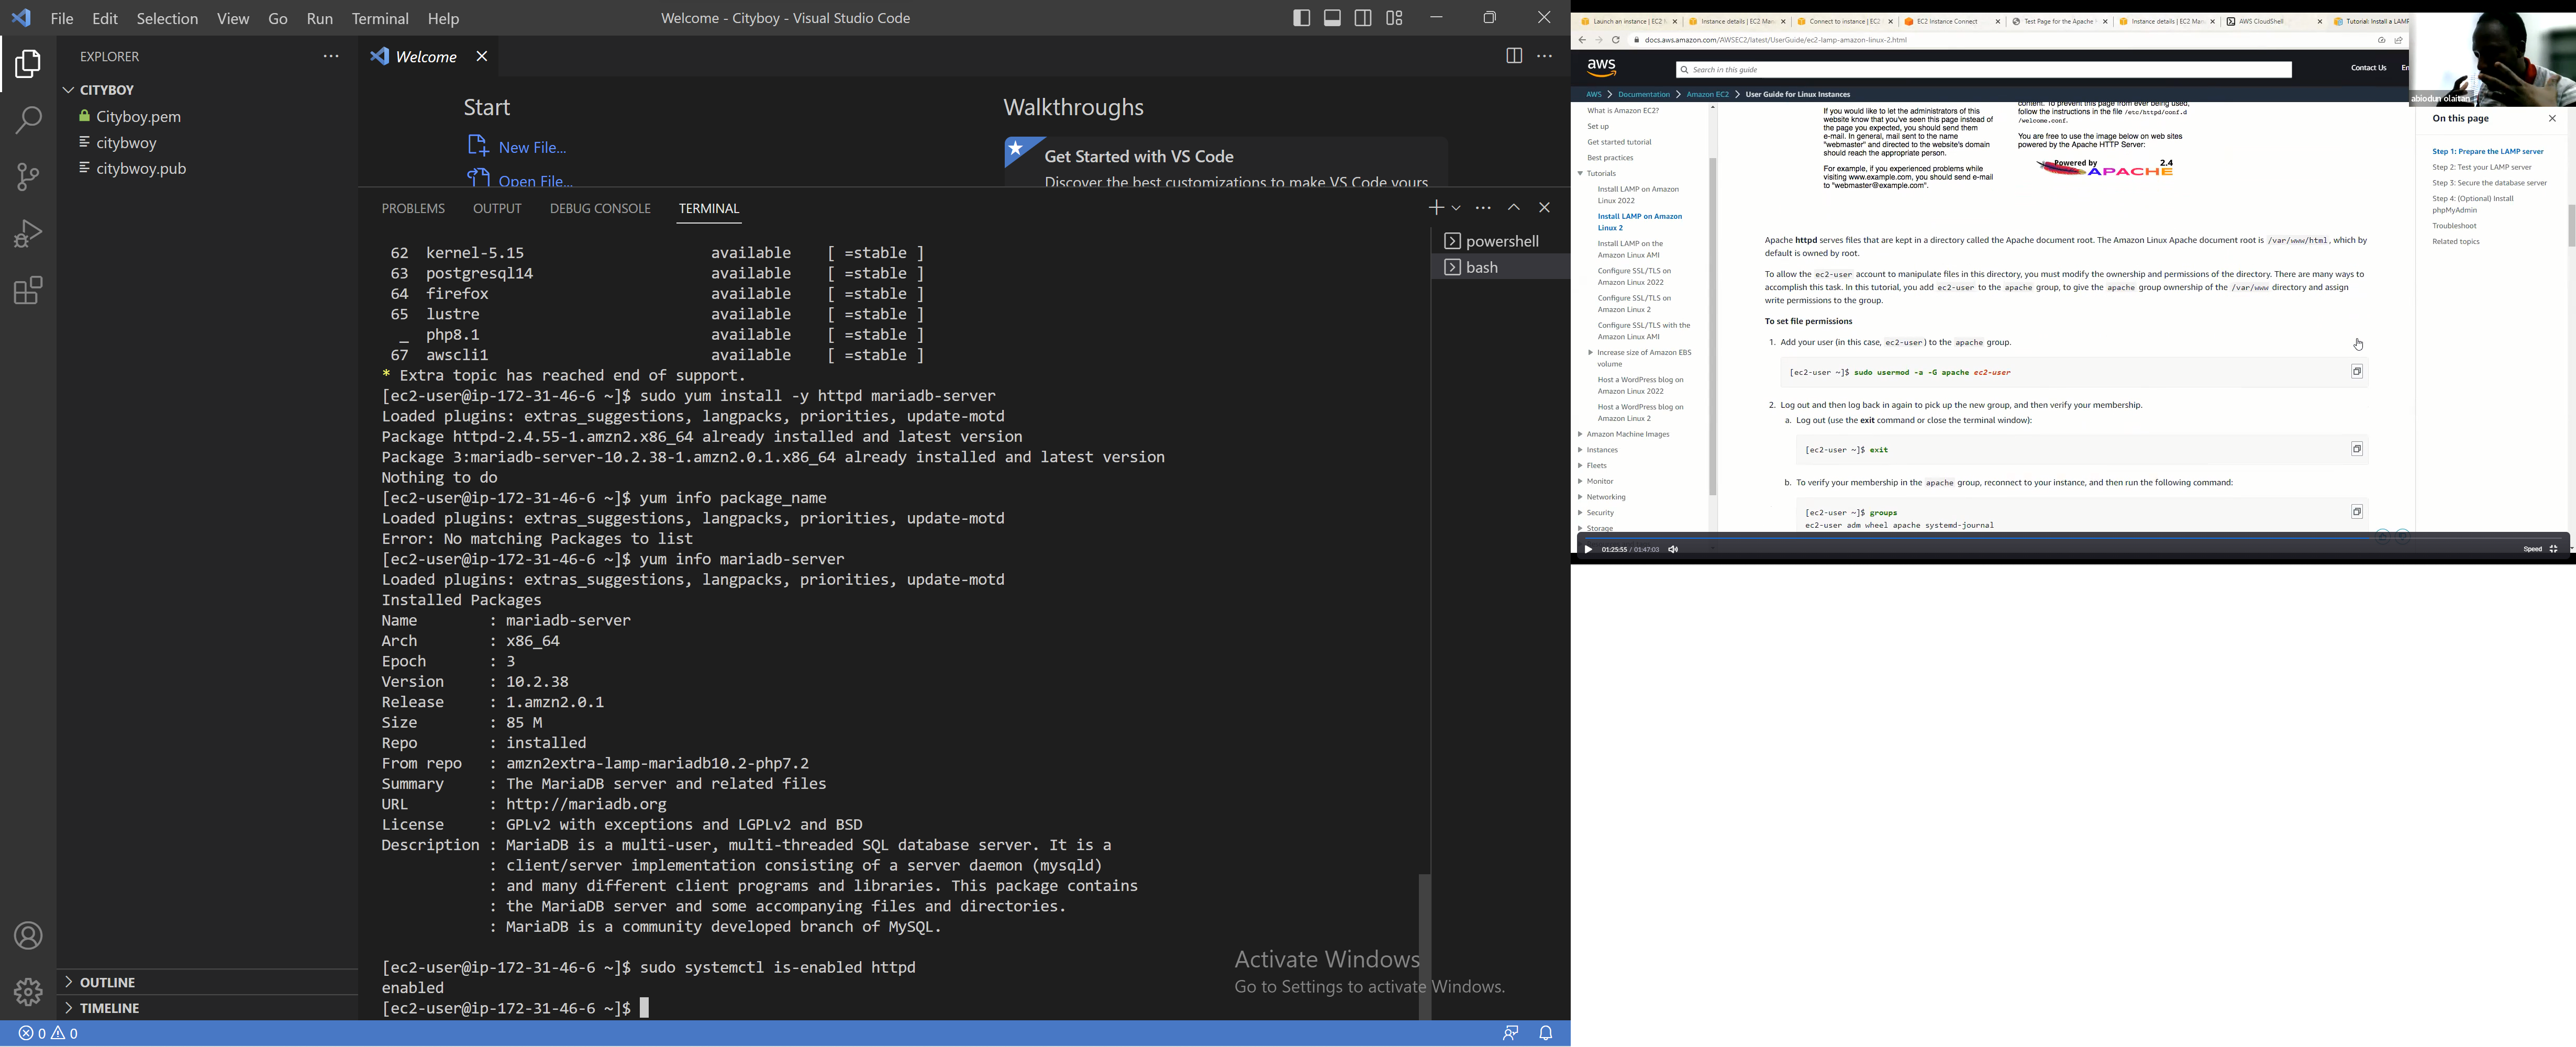 File Edit Selection View Go Run Terminal Help
Welcome - Cityboy - Visual Studio Code
EXPLORER
CITYBOY
Cityboy.pem
citybwoy
citybwoy.pub
OUTLINE
TIMELINE
0 0
Welcome
Start
New File...
Open File...
Walkthroughs
Get Started with VS Code
Discover the best customizations to make VS Code yours
PROBLEMS OUTPUT DEBUG CONSOLE TERMINAL
powershell
bash
62 kernel-5.15 available [ =stable ]
63 postgresql14 available [ =stable ]
64 firefox available [ =stable ]
65 lustre available [ =stable ]
_ php8.1 available [ =stable ]
67 awscli1 available [ =stable ]
* Extra topic has reached end of support.
[ec2-user@ip-172-31-46-6 ~]$ sudo yum install -y httpd mariadb-server
Loaded plugins: extras_suggestions, langpacks, priorities, update-motd
Package httpd-2.4.55-1.amzn2.x86_64 already installed and latest version
Package 3:mariadb-server-10.2.38-1.amzn2.0.1.x86_64 already installed and latest version
Nothing to do
[ec2-user@ip-172-31-46-6 ~]$ yum info package_name
Loaded plugins: extras_suggestions, langpacks, priorities, update-motd
Error: No matching Packages to list
[ec2-user@ip-172-31-46-6 ~]$ yum info mariadb-server
Loaded plugins: extras_suggestions, langpacks, priorities, update-motd
Installed Packages
Name : mariadb-server
Arch : x86_64
Epoch : 3
Version : 10.2.38
Release : 1.amzn2.0.1
Size : 85 M
Repo : installed
From repo : amzn2extra-lamp-mariadb10.2-php7.2
Summary : The MariaDB server and related files
URL : http://mariadb.org
License : GPLv2 with exceptions and LGPLv2 and BSD
Description : MariaDB is a multi-user, multi-threaded SQL database server. It is a
: client/server implementation consisting of a server daemon (mysqld)
: and many different client programs and libraries. This package contains
: the MariaDB server and some accompanying files and directories.
: MariaDB is a community developed branch of MySQL.
[ec2-user@ip-172-31-46-6 ~]$ sudo systemctl is-enabled httpd
enabled
[ec2-user@ip-172-31-46-6 ~]$
Activate Windows
Go to Settings to activate Windows.
Launch an instance | EC2 Instance details | EC2 Man Connect to instance | EC2 EC2 Instance Connect Test Page for the Apache Instance details | EC2 Man AWS CloudShell Tutorial: Install a LAMP
docs.aws.amazon.com/AWSEC2/latest/UserGuide/ec2-lamp-amazon-linux-2.html
aws
Search in this guide
Contact Us En
abiodun olaitan
AWS > Documentation > Amazon EC2 > User Guide for Linux Instances
What is Amazon EC2?
Set up
Get started tutorial
Best practices
Tutorials
Install LAMP on Amazon
Linux 2022
Install LAMP on Amazon
Linux 2
Install LAMP on the
Amazon Linux AMI
Configure SSL/TLS on
Amazon Linux 2022
Configure SSL/TLS on
Amazon Linux 2
Configure SSL/TLS with the
Amazon Linux AMI
Increase size of Amazon EBS
volume
Host a WordPress blog on
Amazon Linux 2022
Host a WordPress blog on
Amazon Linux 2
Amazon Machine Images
Instances
Fleets
Monitor
Networking
Security
Storage
If you would like to let the administrators of this
website know that you've seen this page instead of
the page you expected, you should send them
e-mail. In general, mail sent to the name
"webmaster" and directed to the website's domain
should reach the appropriate person.
For example, if you experienced problems while
visiting www.example.com, you should send e-mail
to "webmaster@example.com".
content. To prevent this page from ever being used,
follow the instructions in the file /etc/httpd/conf.d
/welcome.conf.
You are free to use the image below on web sites
powered by the Apache HTTP Server:
Powered by 2.4
APACHE
Apache httpd serves files that are kept in a directory called the Apache document root. The Amazon Linux Apache document root is /var/www/html, which by
default is owned by root.
To allow the ec2-user account to manipulate files in this directory, you must modify the ownership and permissions of the directory. There are many ways to
accomplish this task. In this tutorial, you add ec2-user to the apache group, to give the apache group ownership of the /var/www directory and assign
write permissions to the group.
To set file permissions
1. Add your user (in this case, ec2-user) to the apache group.
[ec2-user ~]$ sudo usermod -a -G apache ec2-user
2. Log out and then log back in again to pick up the new group, and then verify your membership.
a. Log out (use the exit command or close the terminal window):
[ec2-user ~]$ exit
b. To verify your membership in the apache group, reconnect to your instance, and then run the following command:
[ec2-user ~]$ groups
ec2-user adm wheel apache systemd-journal
On this page
Step 1: Prepare the LAMP server
Step 2: Test your LAMP server
Step 3: Secure the database server
Step 4: (Optional) Install
phpMyAdmin
Troubleshoot
Related topics
01:25:55 / 01:47:03
Speed